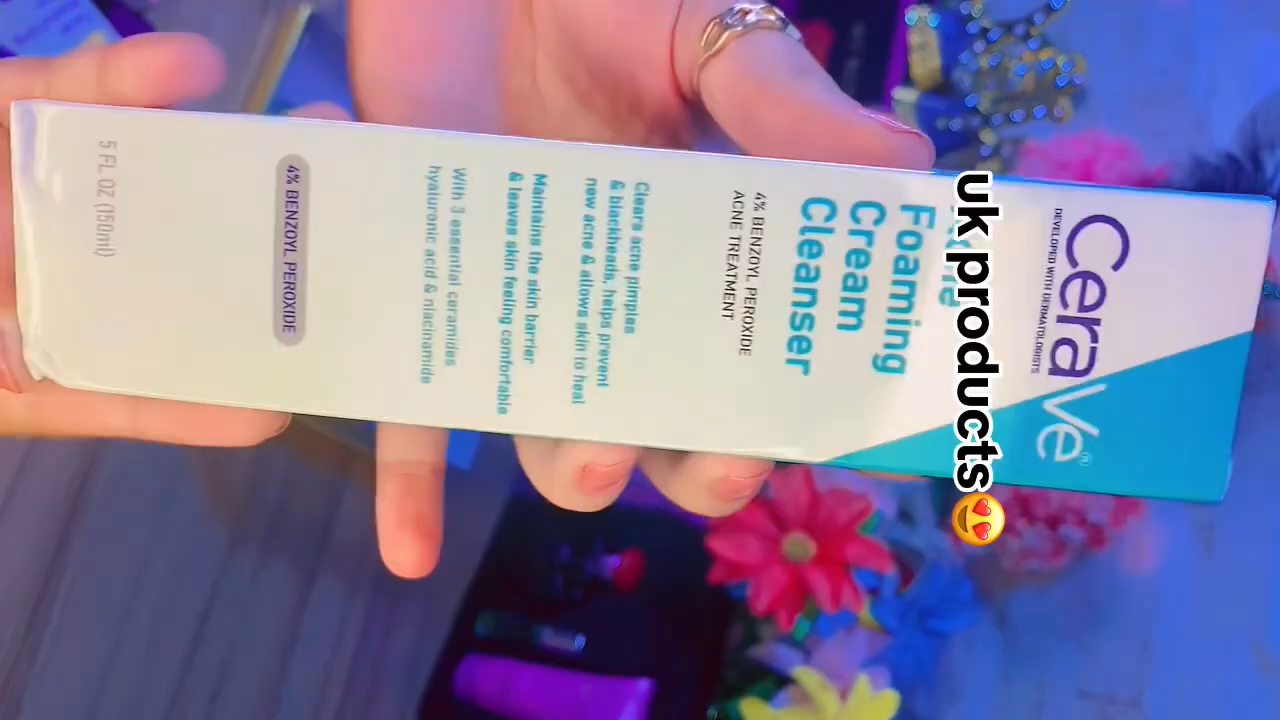 CeraVe®
DEVELOPED WITH DERMATOLOGISTS
uk products😍
Foaming
Cream
Cleanser
4% BENZOYL PEROXIDE
ACNE TREATMENT
Clears acne pimples
& blackheads, helps prevent
new acne & allows skin to heal
Maintains the skin barrier
& leaves skin feeling comfortable
With 3 essential ceramides
hyaluronic acid & niacinamide
4% BENZOYL PEROXIDE
5 FL OZ (150ml)